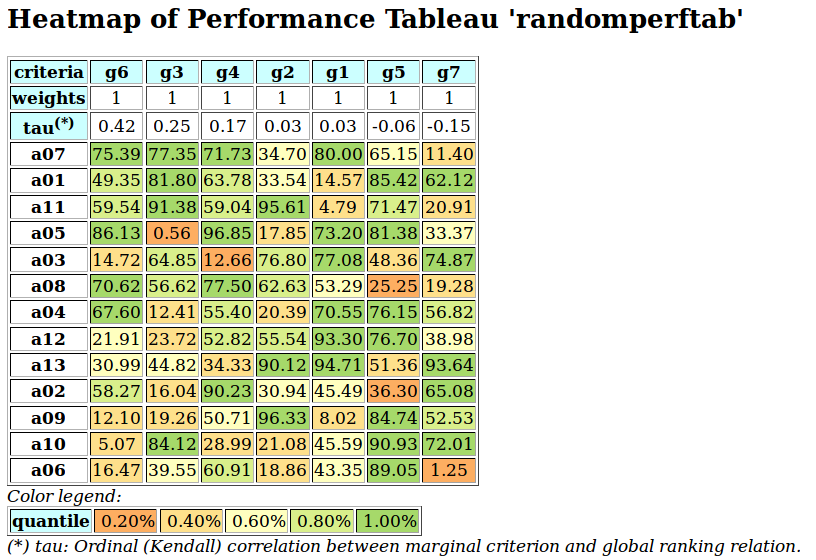 Heatmap of Performance Tableau 'randomperftab'
criteria g6 g3 g4 g2 g1 g5 g7
weights 1 1 1 1 1 1 1
tau(*) 0.42 0.25 0.17 0.03 0.03 -0.06 -0.15
a07 75.39 77.35 71.73 34.70 80.00 65.15 11.40
a01 49.35 81.80 63.78 33.54 14.57 85.42 62.12
a11 59.54 91.38 59.04 95.61 4.79 71.47 20.91
a05 86.13 0.56 96.85 17.85 73.20 81.38 33.37
a03 14.72 64.85 12.66 76.80 77.08 48.36 74.87
a08 70.62 56.62 77.50 62.63 53.29 25.25 19.28
a04 67.60 12.41 55.40 20.39 70.55 76.15 56.82
a12 21.91 23.72 52.82 55.54 93.30 76.70 38.98
a13 30.99 44.82 34.33 90.12 94.71 51.36 93.64
a02 58.27 16.04 90.23 30.94 45.49 36.30 65.08
a09 12.10 19.26 50.71 96.33 8.02 84.74 52.53
a10 5.07 84.12 28.99 21.08 45.59 90.93 72.01
a06 16.47 39.55 60.91 18.86 43.35 89.05 1.25
Color legend:
quantile 0.20% 0.40% 0.60% 0.80% 1.00%
(*) tau: Ordinal (Kendall) correlation between marginal criterion and global ranking relation.